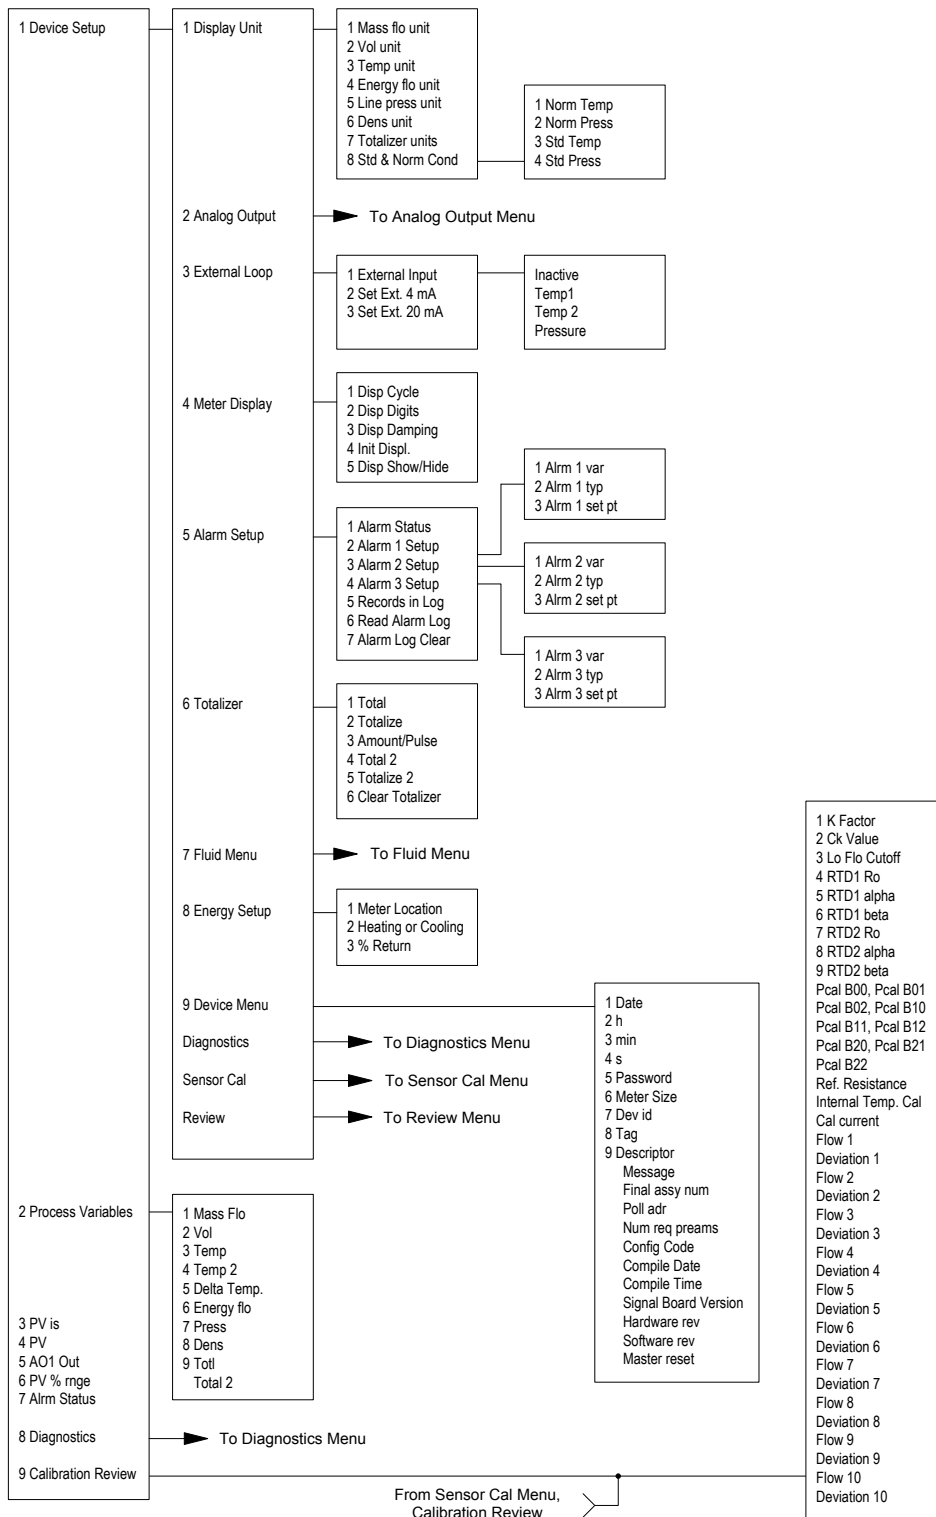 1 Device Setup
1 Display Unit
1 Mass flo unit
2 Vol unit
3 Temp unit
4 Energy flo unit
5 Line press unit
6 Dens unit
7 Totalizer units
8 Std & Norm Cond
1 Norm Temp
2 Norm Press
3 Std Temp
4 Std Press
2 Analog Output
To Analog Output Menu
3 External Loop
1 External Input
2 Set Ext. 4 mA
3 Set Ext. 20 mA
Inactive
Temp1
Temp 2
Pressure
4 Meter Display
1 Disp Cycle
2 Disp Digits
3 Disp Damping
4 Init Displ.
5 Disp Show/Hide
5 Alarm Setup
1 Alarm Status
2 Alarm 1 Setup
3 Alarm 2 Setup
4 Alarm 3 Setup
5 Records in Log
6 Read Alarm Log
7 Alarm Log Clear
1 Alrm 1 var
2 Alrm 1 typ
3 Alrm 1 set pt
1 Alrm 2 var
2 Alrm 2 typ
3 Alrm 2 set pt
1 Alrm 3 var
2 Alrm 3 typ
3 Alrm 3 set pt
6 Totalizer
1 Total
2 Totalize
3 Amount/Pulse
4 Total 2
5 Totalize 2
6 Clear Totalizer
7 Fluid Menu
To Fluid Menu
8 Energy Setup
1 Meter Location
2 Heating or Cooling
3 % Return
9 Device Menu
1 Date
2 h
3 min
4 s
5 Password
6 Meter Size
7 Dev id
8 Tag
9 Descriptor
Message
Final assy num
Poll adr
Num req preams
Config Code
Compile Date
Compile Time
Signal Board Version
Hardware rev
Software rev
Master reset
Diagnostics
To Diagnostics Menu
Sensor Cal
To Sensor Cal Menu
Review
To Review Menu
2 Process Variables
1 Mass Flo
2 Vol
3 Temp
4 Temp 2
5 Delta Temp.
6 Energy flo
7 Press
8 Dens
9 Totl
Total 2
3 PV is
4 PV
5 AO1 Out
6 PV % rnge
7 Alrm Status
8 Diagnostics
To Diagnostics Menu
9 Calibration Review
From Sensor Cal Menu,
Calibration Review
1 K Factor
2 Ck Value
3 Lo Flo Cutoff
4 RTD1 Ro
5 RTD1 alpha
6 RTD1 beta
7 RTD2 Ro
8 RTD2 alpha
9 RTD2 beta
Pcal B00, Pcal B01
Pcal B02, Pcal B10
Pcal B11, Pcal B12
Pcal B20, Pcal B21
Pcal B22
Ref. Resistance
Internal Temp. Cal
Cal current
Flow 1
Deviation 1
Flow 2
Deviation 2
Flow 3
Deviation 3
Flow 4
Deviation 4
Flow 5
Deviation 5
Flow 6
Deviation 6
Flow 7
Deviation 7
Flow 8
Deviation 8
Flow 9
Deviation 9
Flow 10
Deviation 10